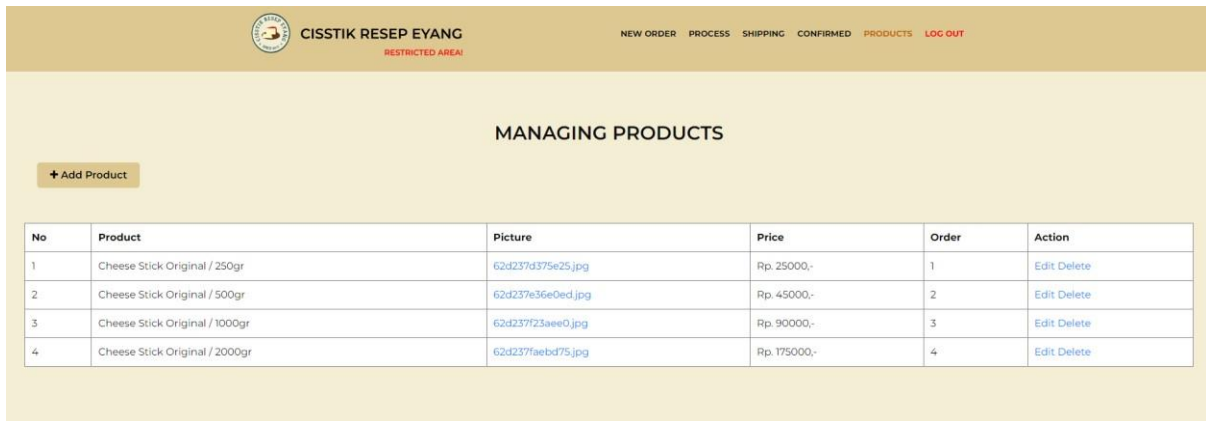 CISSTIK RESEP EYANG
RESTRICTED AREA!
NEW ORDER PROCESS SHIPPING CONFIRMED PRODUCTS LOG OUT
MANAGING PRODUCTS
+ Add Product
No Product Picture Price Order Action
1 Cheese Stick Original / 250gr 62d237d375e25.jpg Rp. 25000,- 1 Edit Delete
2 Cheese Stick Original / 500gr 62d237e36e0ed.jpg Rp. 45000,- 2 Edit Delete
3 Cheese Stick Original / 1000gr 62d237f23aee0.jpg Rp. 90000,- 3 Edit Delete
4 Cheese Stick Original / 2000gr 62d237faebd75.jpg Rp. 175000,- 4 Edit Delete